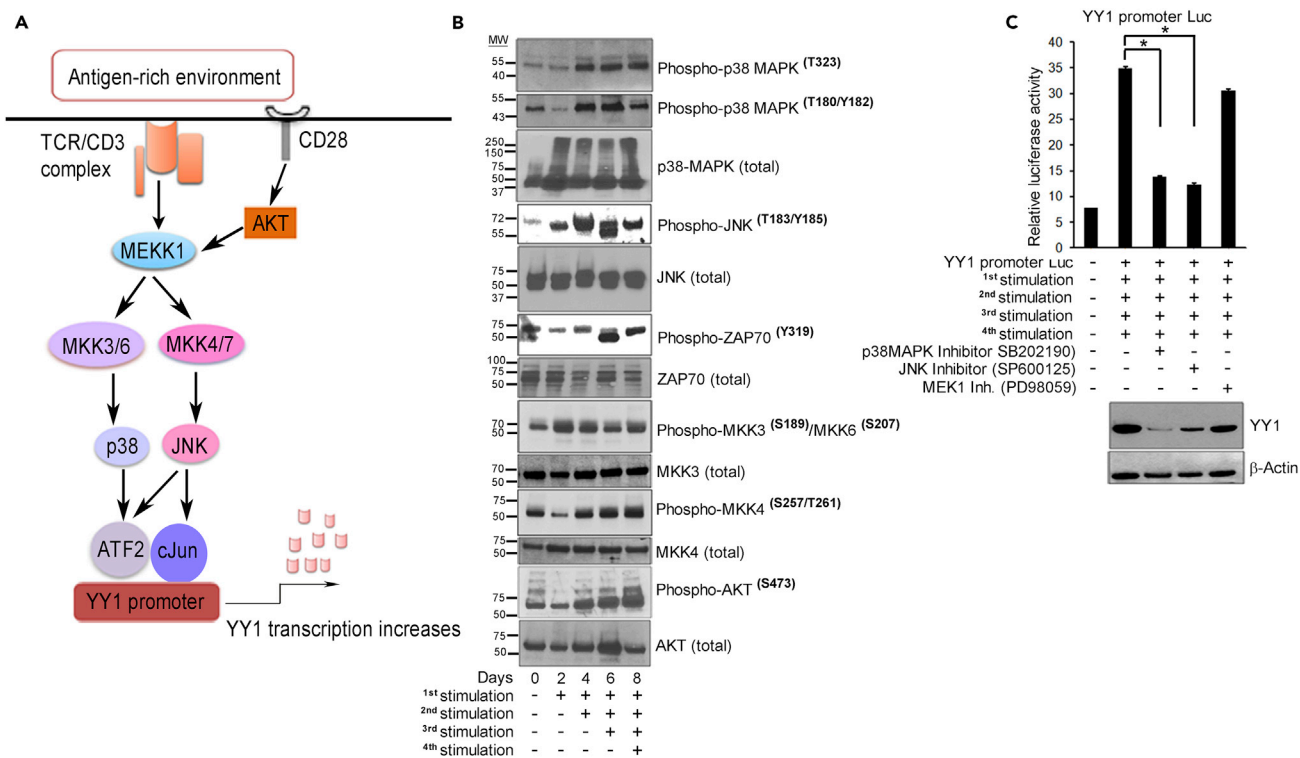 A
Antigen-rich environment
TCR/CD3
complex
CD28
AKT
MEKK1
MKK3/6
MKK4/7
p38
JNK
ATF2
cJun
YY1 promoter
YY1 transcription increases
B
MW
55
40
Phospho-p38 MAPK (T323)
55
43
Phospho-p38 MAPK (T180/Y182)
250
150
75
50
37
p38-MAPK (total)
72
55
Phospho-JNK (T183/Y185)
75
50
37
JNK (total)
75
50
Phospho-ZAP70 (Y319)
100
75
50
ZAP70 (total)
70
50
Phospho-MKK3 (S189)/MKK6 (S207)
70
50
MKK3 (total)
75
50
Phospho-MKK4 (S257/T261)
75
50
MKK4 (total)
75
50
Phospho-AKT (S473)
75
50
AKT (total)
Days 0 2 4 6 8
1st stimulation - + + + +
2nd stimulation - - + + +
3rd stimulation - - - + +
4th stimulation - - - - +
C
YY1 promoter Luc
*
*
Relative luciferase activity
40
35
30
25
20
15
10
5
0
YY1 promoter Luc - + + + +
1st stimulation - + + + +
2nd stimulation - + + + +
3rd stimulation - + + + +
4th stimulation - + + + +
p38MAPK Inhibitor SB202190) - - + - -
JNK Inhibitor (SP600125) - - - + -
MEK1 Inh. (PD98059) - - - - +
YY1
β-Actin